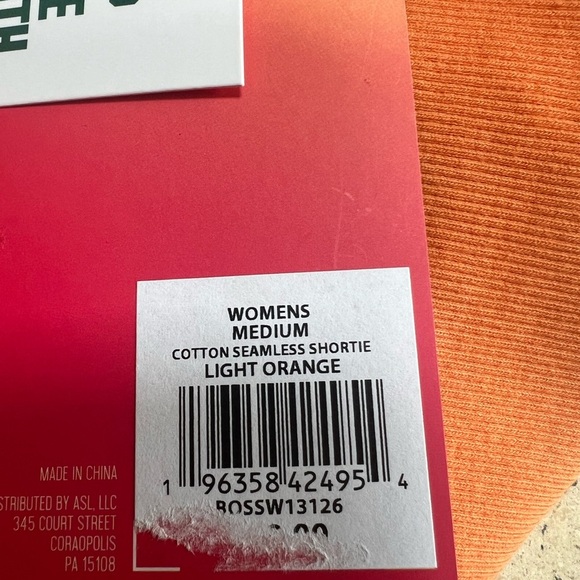 WOMENS
MEDIUM
COTTON SEAMLESS SHORTIE
LIGHT ORANGE
1 96358 42495 4
BOSSW13126
MADE IN CHINA
STRIBUTED BY ASL, LLC
345 COURT STREET
CORAOPOLIS
PA 15108